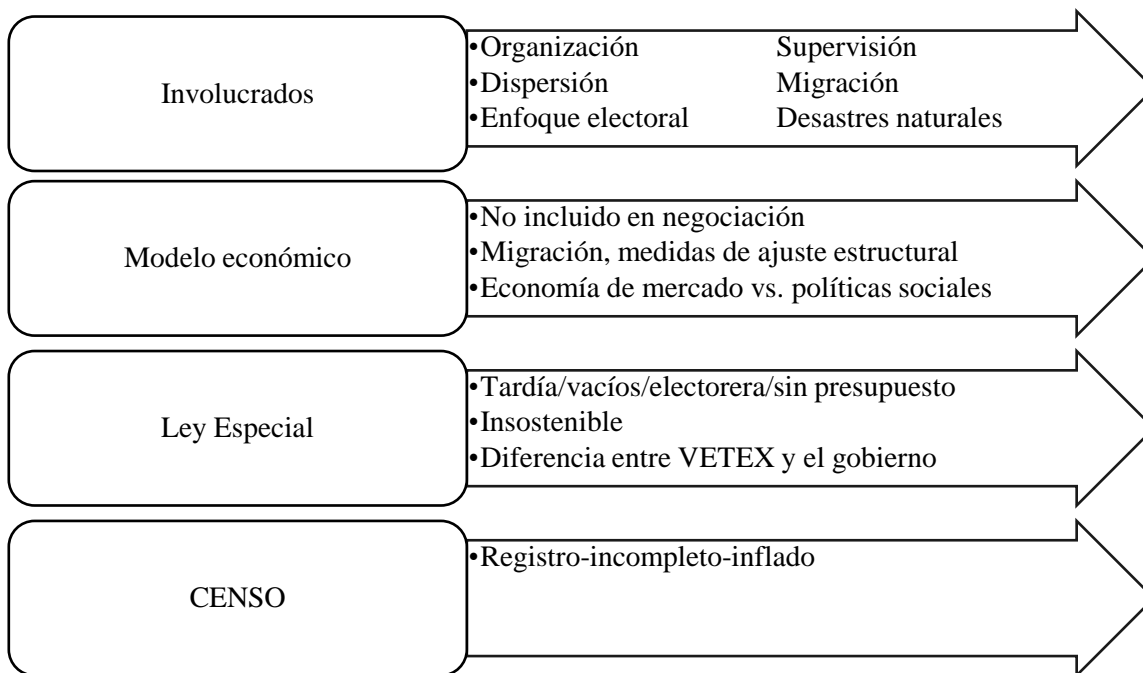 Involucrados
•Organización Supervisión
•Dispersión Migración
•Enfoque electoral Desastres naturales
Modelo económico
•No incluido en negociación
•Migración, medidas de ajuste estructural
•Economía de mercado vs. políticas sociales
Ley Especial
•Tardía/vacíos/electorera/sin presupuesto
•Insostenible
•Diferencia entre VETEX y el gobierno
CENSO
•Registro-incompleto-inflado